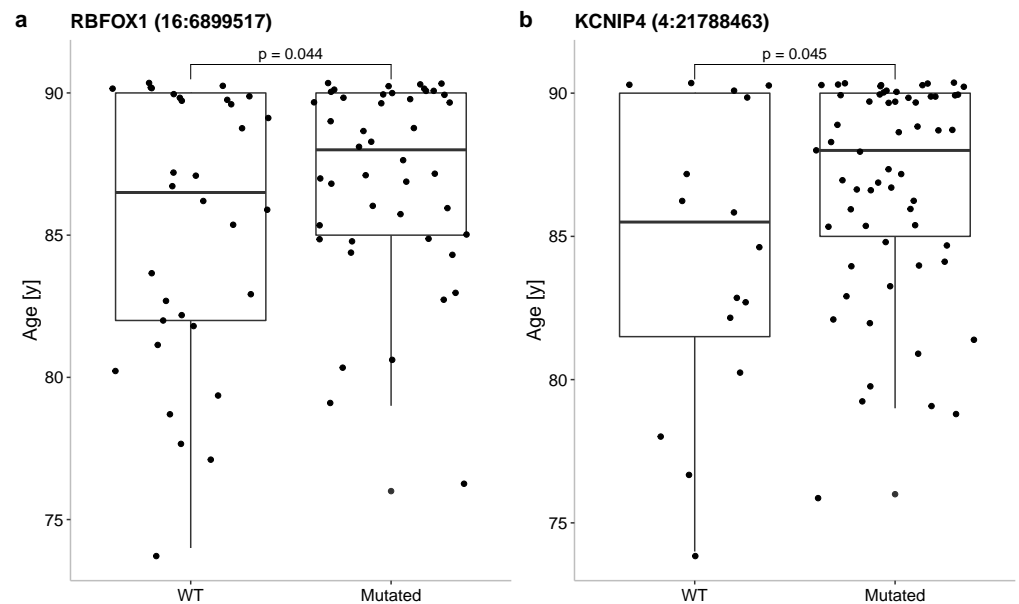 a RBFOX1 (16:6899517)
p = 0.044
90
85
80
75
Age [y]
WT Mutated
b KCNIP4 (4:21788463)
p = 0.045
90
85
80
75
Age [y]
WT Mutated